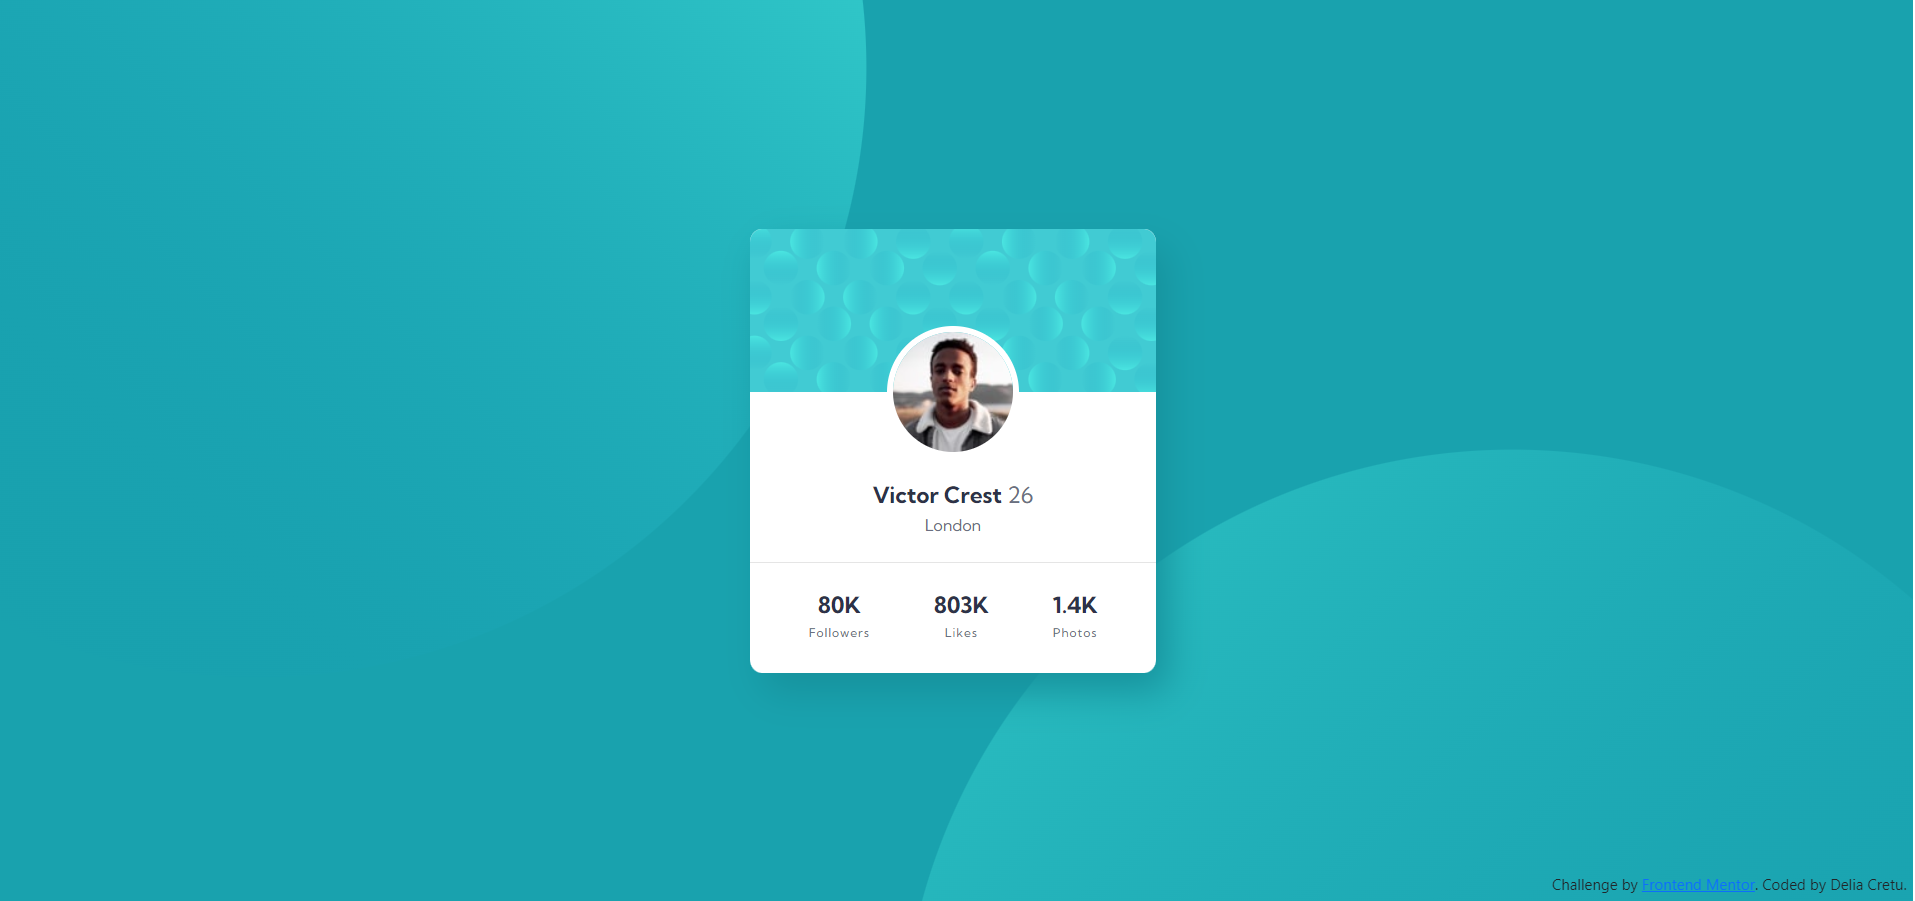 Victor Crest 26
London
80K 803K 1.4K
Followers Likes Photos
Challenge by Frontend Mentor. Coded by Delia Cretu.